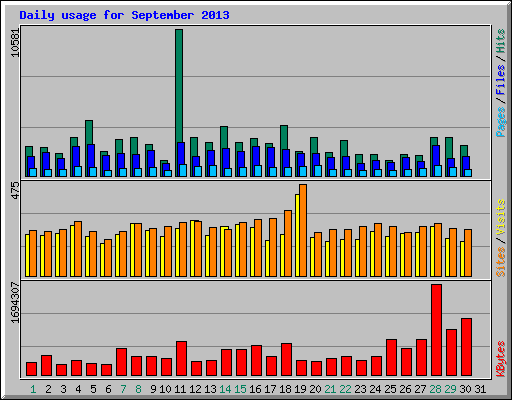 Daily usage for September 2013
10581
Pages / Files / Hits
475
Sites / Visits
1694307
KBytes
1 2 3 4 5 6 7 8 9 10 11 12 13 14 15 16 17 18 19 20 21 22 23 24 25 26 27 28 29 30 31